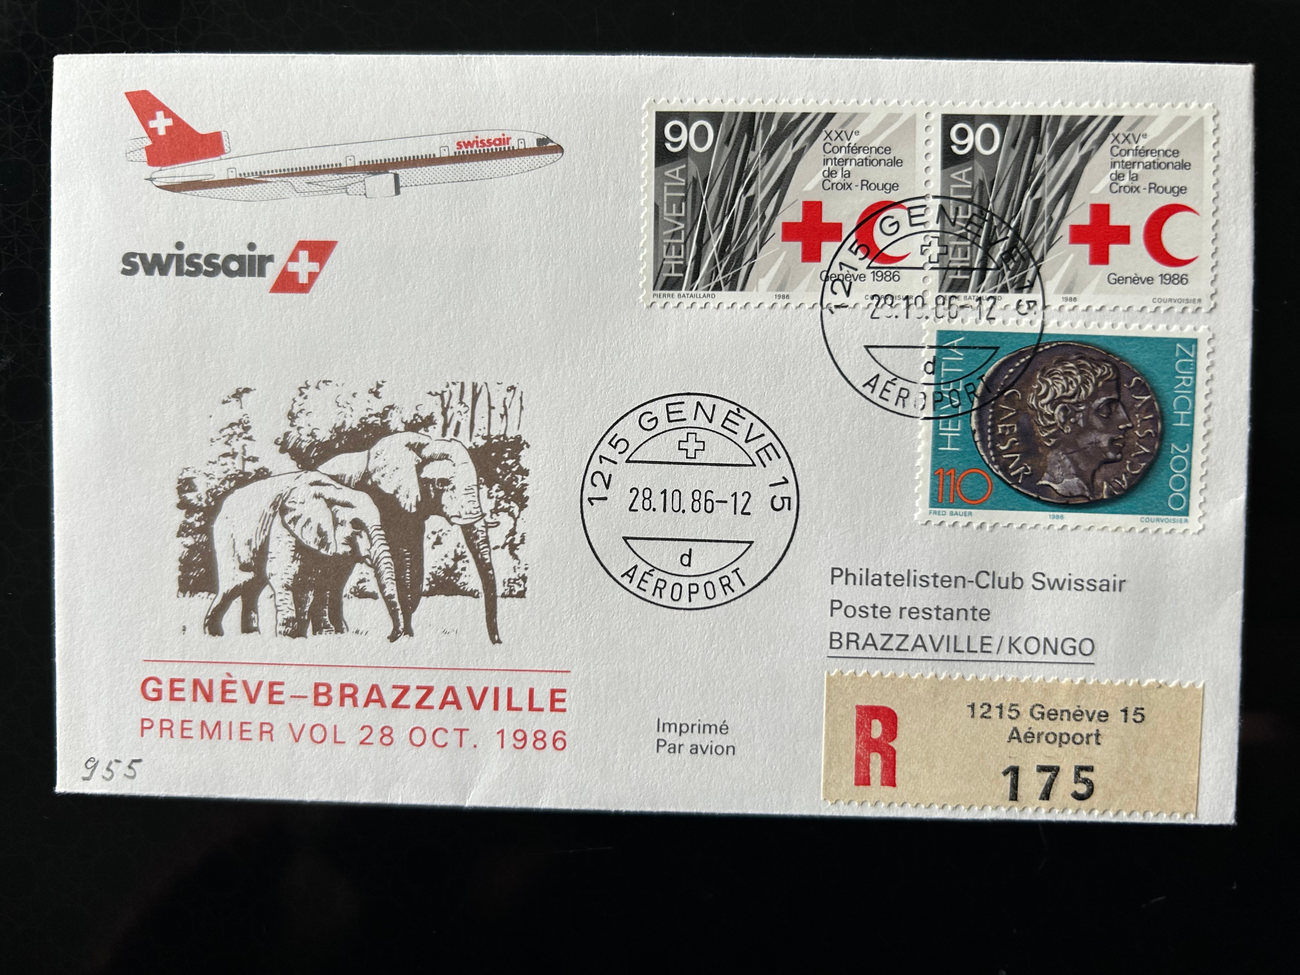 swissair
swissair
GENÈVE–BRAZZAVILLE
PREMIER VOL 28 OCT. 1986
955
90
HELVETIA
XXVe
Conférence
internationale
de la
Croix-Rouge
Genève 1986
PIERRE BATAILLARD 1986 COURVOISIER
90
HELVETIA
XXVe
Conférence
internationale
de la
Croix-Rouge
Genève 1986
BATAILLARD 1986 COURVOISIER
1215 GENÈVE 15
28.10.86-12
d
AÉROPORT
HELVETIA
ZÜRICH 2000
CAESAR
AVGVSTVS
110
FRED BAUER 1986 COURVOISIER
1215 GENÈVE 15
28.10.86-12
d
AÉROPORT
Philatelisten-Club Swissair
Poste restante
BRAZZAVILLE/KONGO
Imprimé
Par avion
R
1215 Genève 15
Aéroport
175